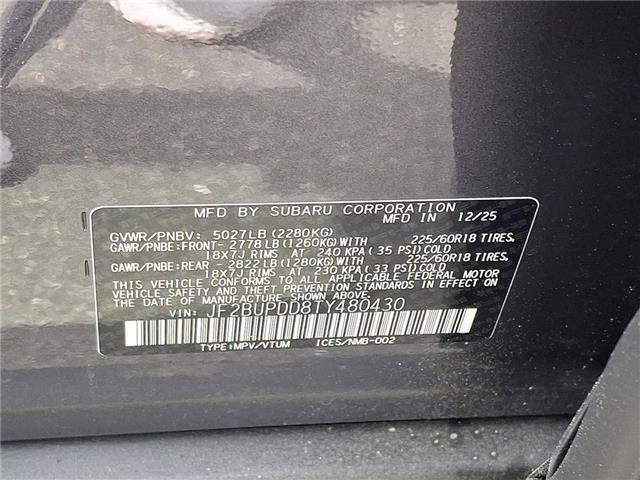 MFD BY SUBARU CORPORATION
MFD IN 12/25
GVWR/PNBV: 5027LB (2280KG)
GAWR/PNBE:FRONT- 2778LB (1260KG) WITH 225/60R18 TIRES,
18X7J RIMS AT 240 KPA (35 PSI) COLD
GAWR/PNBE:REAR - 2822LB (1280KG) WITH 225/60R18 TIRES,
18X7J RIMS AT 230 KPA (33 PSI) COLD
THIS VEHICLE CONFORMS TO ALL APPLICABLE FEDERAL MOTOR
VEHICLE SAFETY AND THEFT PREVENTION STANDARDS IN EFFECT ON
THE DATE OF MANUFACTURE SHOWN ABOVE.
VIN: JF2BUPDD8TY480430
TYPE:MPV/VTUM ICES/NMB-002